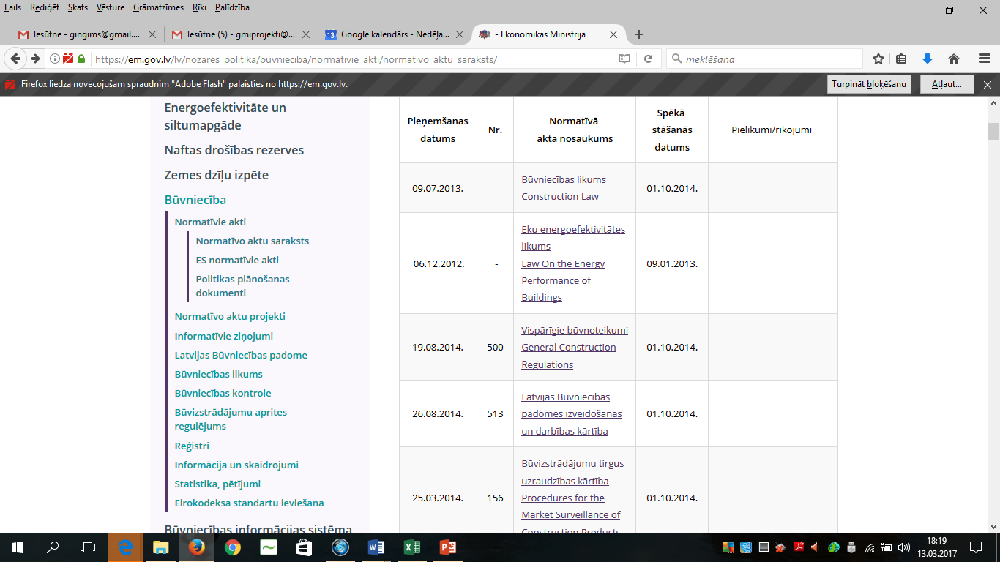 Fails Rediģēt Skats Vēsture Grāmatzīmes Rīki Palīdzība
Iesūtne - gingims@gmail....
Iesūtne (5) - gmiprojekti@...
13
Google kalendārs - Nedēļa...
- Ekonomikas Ministrija
https://em.gov.lv/lv/nozares_politika/buvnieciba/normativie_akti/normativo_aktu_saraksts/
meklēšana
Firefox liedza novecojušam spraudnim "Adobe Flash" palaisties no https://em.gov.lv.
Turpināt bloķēšanu
Atļaut...
Energoefektivitāte un
siltumapgāde
Naftas drošības rezerves
Zemes dzīļu izpēte
Būvniecība
Normatīvie akti
Normatīvo aktu saraksts
ES normatīvie akti
Politikas plānošanas
dokumenti
Normatīvo aktu projekti
Informatīvie ziņojumi
Latvijas Būvniecības padome
Būvniecības likums
Būvniecības kontrole
Būvizstrādājumu aprites
regulējums
Reģistri
Informācija un skaidrojumi
Statistika, pētījumi
Eirokodeksa standartu ieviešana
Būvniecības informācijas sistēma
Pieņemšanas
datums
Nr.
Normatīvā
akta nosaukums
Spēkā
stāšanās
datums
Pielikumi/rīkojumi
09.07.2013.
Būvniecības likums
Construction Law
01.10.2014.
06.12.2012.
-
Ēku energoefektivitātes
likums
Law On the Energy
Performance of
Buildings
09.01.2013.
19.08.2014.
500
Vispārīgie būvnoteikumi
General Construction
Regulations
01.10.2014.
26.08.2014.
513
Latvijas Būvniecības
padomes izveidošanas
un darbības kārtība
01.10.2014.
25.03.2014.
156
Būvizstrādājumu tirgus
uzraudzības kārtība
Procedures for the
Market Surveillance of
Construction Products
01.10.2014.
18:19
13.03.2017